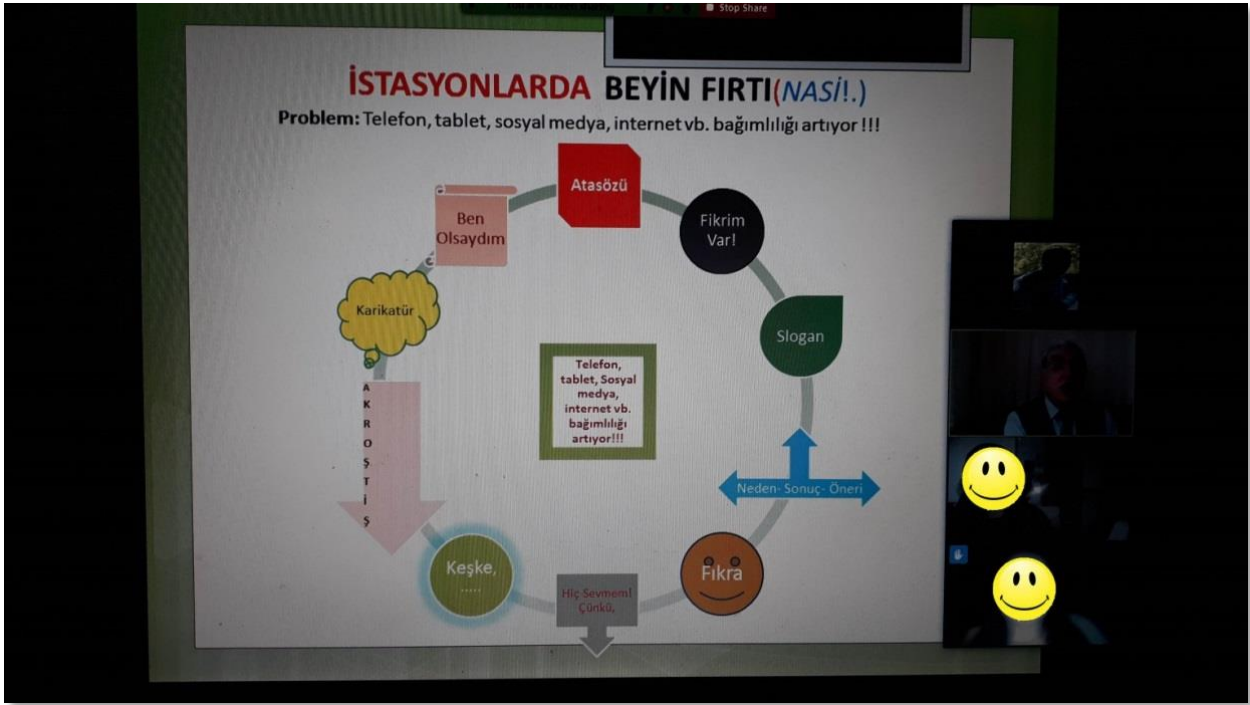 Stop Share
İSTASYONLARDA BEYİN FIRTI(NASİ!.)
Problem: Telefon, tablet, sosyal medya, internet vb. bağımlılığı artıyor !!!
Atasözü
Fikrim
Var!
Slogan
Neden- Sonuç- Öneri
Fıkra
Hiç Sevmem!
Çünkü,
Keşke,
.....
A
K
R
O
Ş
T
İ
Ş
Karikatür
Ben
Olsaydım
Telefon,
tablet, Sosyal
medya,
internet vb.
bağımlılığı
artıyor!!!